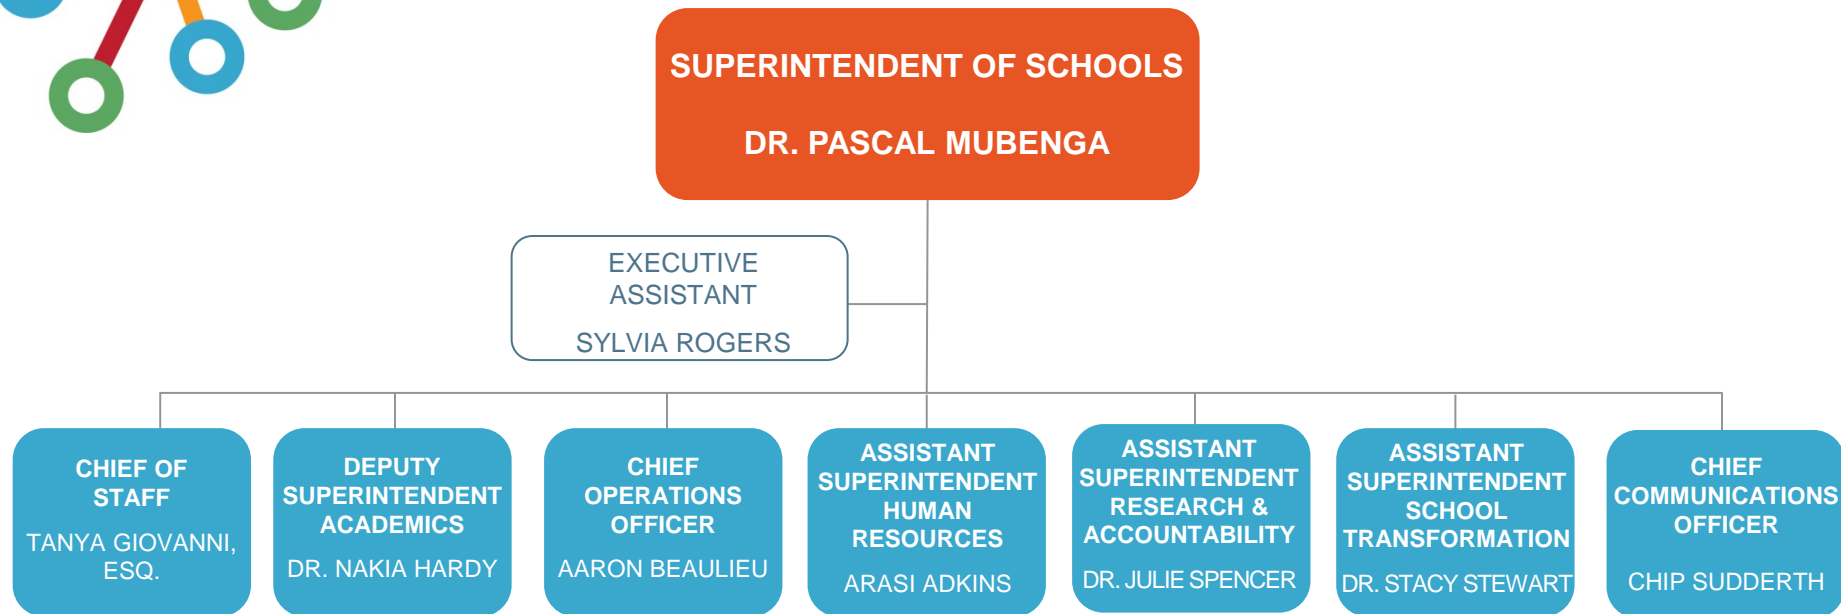 SUPERINTENDENT OF SCHOOLS
DR. PASCAL MUBENGA
EXECUTIVE
ASSISTANT
SYLVIA ROGERS
CHIEF OF
STAFF
TANYA GIOVANNI,
ESQ.
DEPUTY
SUPERINTENDENT
ACADEMICS
DR. NAKIA HARDY
CHIEF
OPERATIONS
OFFICER
AARON BEAULIEU
ASSISTANT
SUPERINTENDENT
HUMAN
RESOURCES
ARASI ADKINS
ASSISTANT
SUPERINTENDENT
RESEARCH &
ACCOUNTABILITY
DR. JULIE SPENCER
ASSISTANT
SUPERINTENDENT
SCHOOL
TRANSFORMATION
DR. STACY STEWART
CHIEF
COMMUNICATIONS
OFFICER
CHIP SUDDERTH